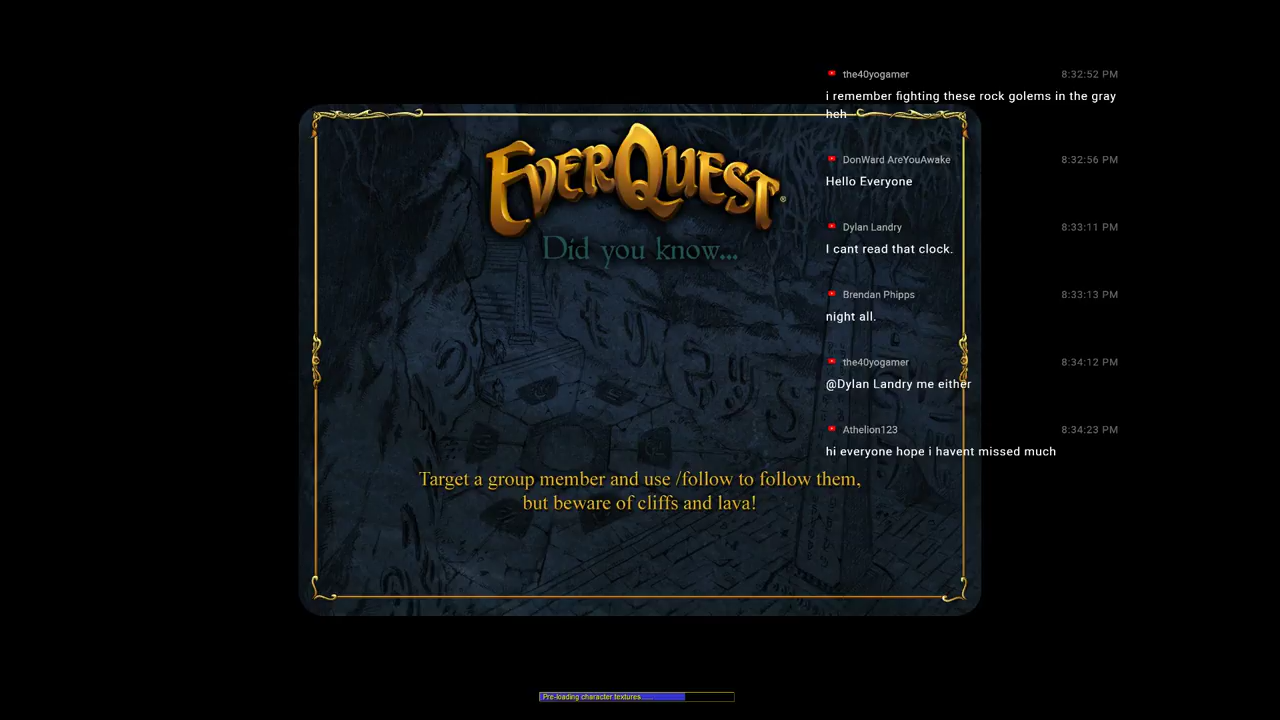 the40yogamer 8:32:52 PM
i remember fighting these rock golems in the gray
heh
EverQuest®
DonWard AreYouAwake 8:32:56 PM
Hello Everyone
Dylan Landry 8:33:11 PM
Did you know...
I cant read that clock.
Brendan Phipps 8:33:13 PM
night all.
the40yogamer 8:34:12 PM
@Dylan Landry me either
Athelion123 8:34:23 PM
hi everyone hope i havent missed much
Target a group member and use /follow to follow them,
but beware of cliffs and lava!
Pre-loading character textures......